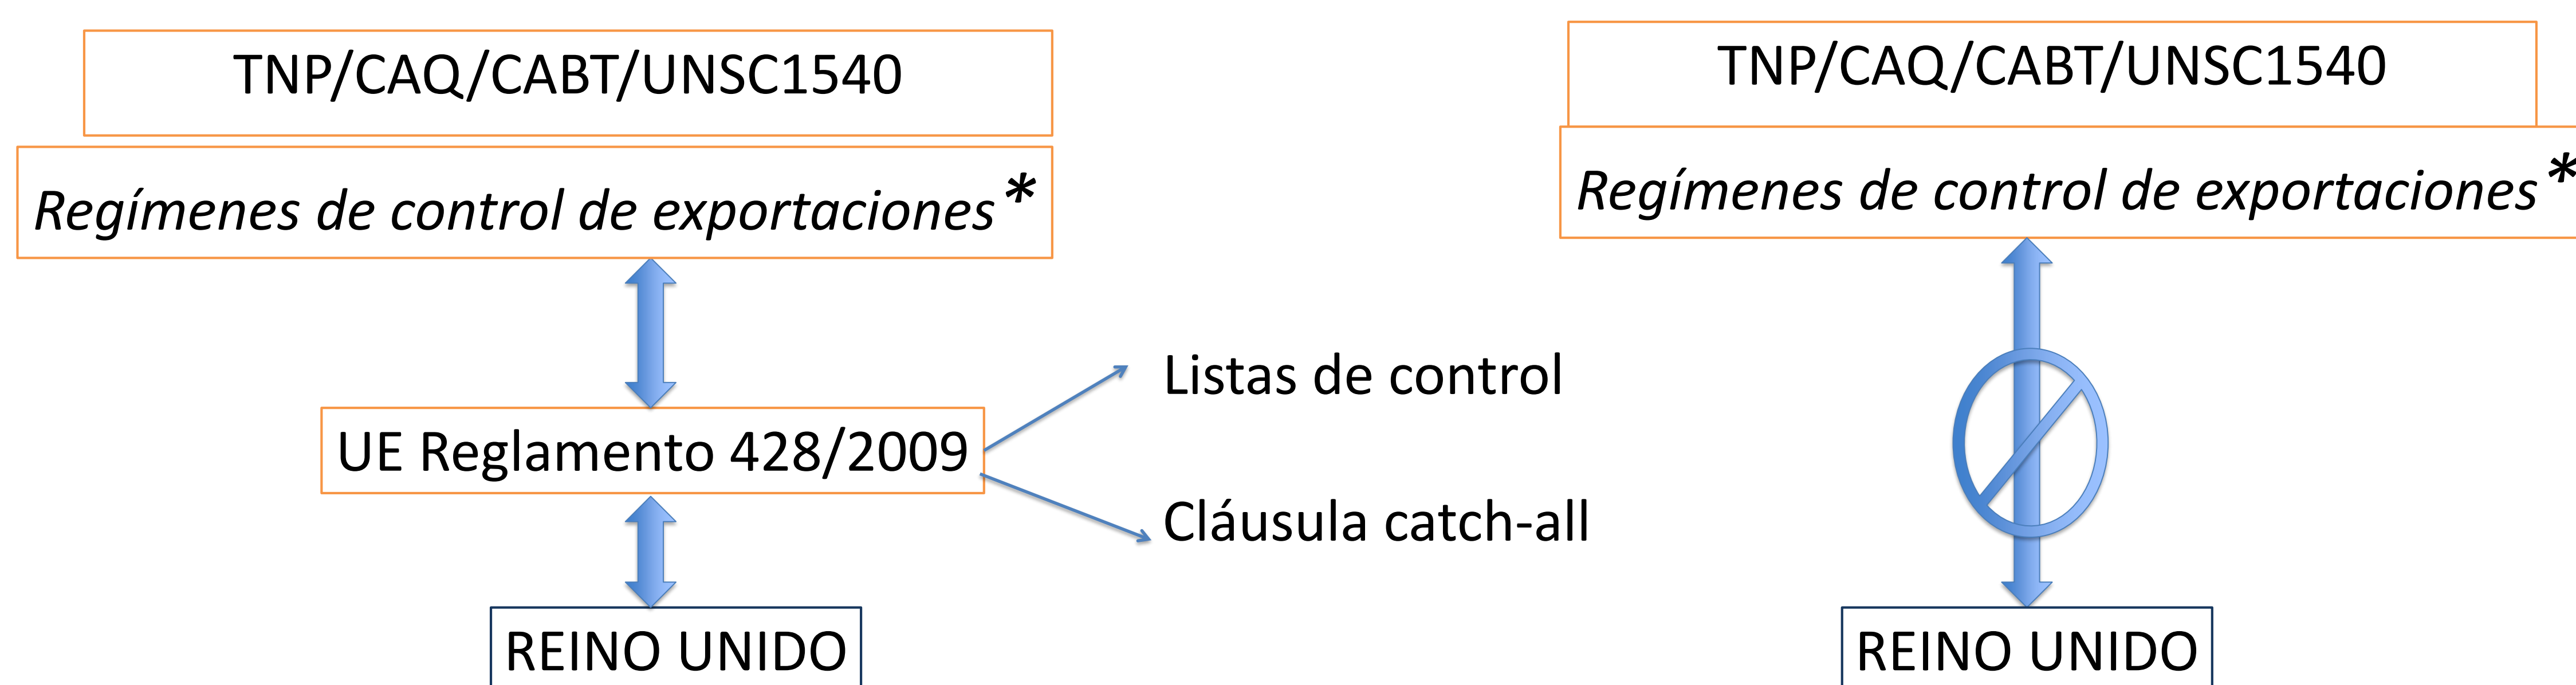 TNP/CAQ/CABT/UNSC1540
Regímenes de control de exportaciones*
UE Reglamento 428/2009
Listas de control
Cláusula catch-all
REINO UNIDO
TNP/CAQ/CABT/UNSC1540
Regímenes de control de exportaciones*
REINO UNIDO